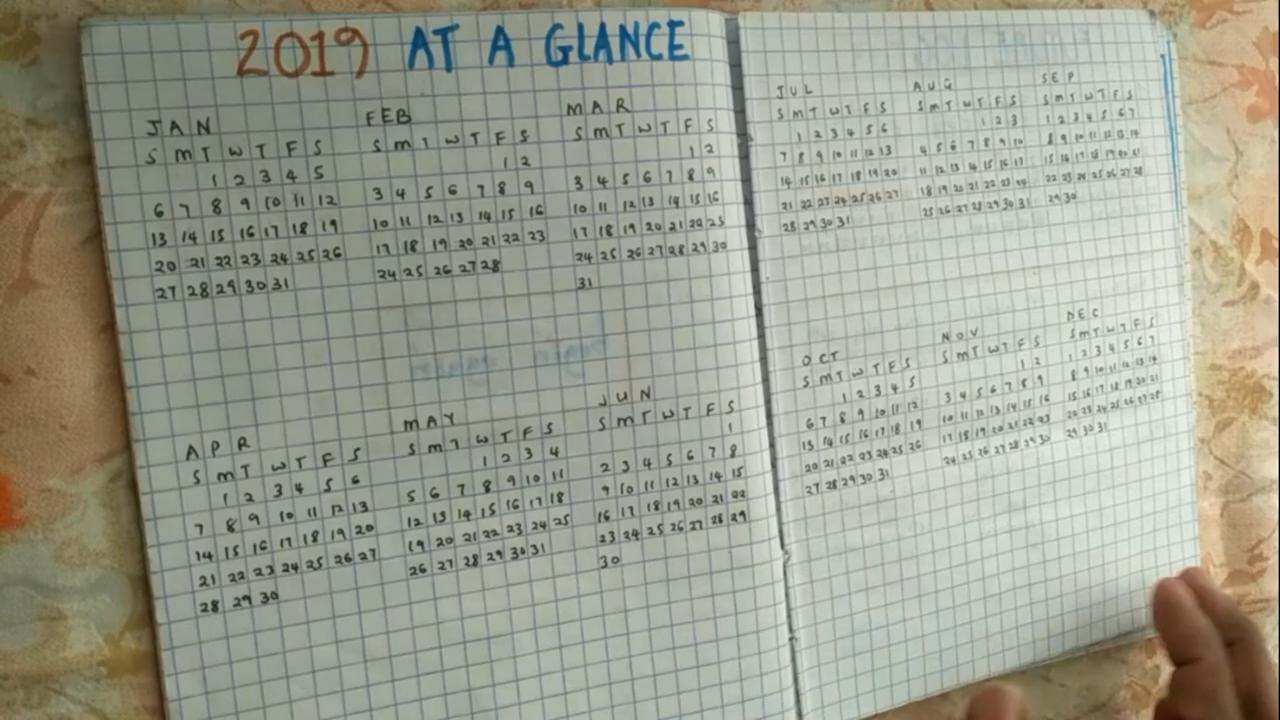 2019 AT A GLANCE
JAN
S M T W T F S
1 2 3 4 5
6 7 8 9 10 11 12
13 14 15 16 17 18 19
20 21 22 23 24 25 26
27 28 29 30 31
FEB
S M T W T F S
1 2
3 4 5 6 7 8 9
10 11 12 13 14 15 16
17 18 19 20 21 22 23
24 25 26 27 28
MAR
S M T W T F S
1 2
3 4 5 6 7 8 9
10 11 12 13 14 15 16
17 18 19 20 21 22 23
24 25 26 27 28 29 30
31
APR
S M T W T F S
1 2 3 4 5 6
7 8 9 10 11 12 13
14 15 16 17 18 19 20
21 22 23 24 25 26 27
28 29 30
MAY
S M T W T F S
1 2 3 4
5 6 7 8 9 10 11
12 13 14 15 16 17 18
19 20 21 22 23 24 25
26 27 28 29 30 31
JUN
S M T W T F S
1
2 3 4 5 6 7 8
9 10 11 12 13 14 15
16 17 18 19 20 21 22
23 24 25 26 27 28 29
30
JUL
S M T W T F S
1 2 3 4 5 6
7 8 9 10 11 12 13
14 15 16 17 18 19 20
21 22 23 24 25 26 27
28 29 30 31
AUG
S M T W T F S
1 2 3
4 5 6 7 8 9 10
11 12 13 14 15 16 17
18 19 20 21 22 23 24
25 26 27 28 29 30 31
SEP
S M T W T F S
1 2 3 4 5 6 7
8 9 10 11 12 13 14
15 16 17 18 19 20 21
22 23 24 25 26 27 28
29 30
OCT
S M T W T F S
1 2 3 4 5
6 7 8 9 10 11 12
13 14 15 16 17 18 19
20 21 22 23 24 25 26
27 28 29 30 31
NOV
S M T W T F S
1 2
3 4 5 6 7 8 9
10 11 12 13 14 15 16
17 18 19 20 21 22 23
24 25 26 27 28 29 30
DEC
S M T W T F S
1 2 3 4 5 6 7
8 9 10 11 12 13 14
15 16 17 18 19 20 21
22 23 24 25 26 27 28
29 30 31